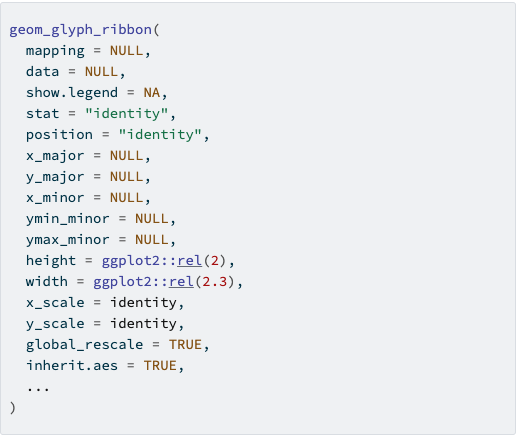 geom_glyph_ribbon(
  mapping = NULL,
  data = NULL,
  show.legend = NA,
  stat = "identity",
  position = "identity",
  x_major = NULL,
  y_major = NULL,
  x_minor = NULL,
  ymin_minor = NULL,
  ymax_minor = NULL,
  height = ggplot2::rel(2),
  width = ggplot2::rel(2.3),
  x_scale = identity,
  y_scale = identity,
  global_rescale = TRUE,
  inherit.aes = TRUE,
  ...
)